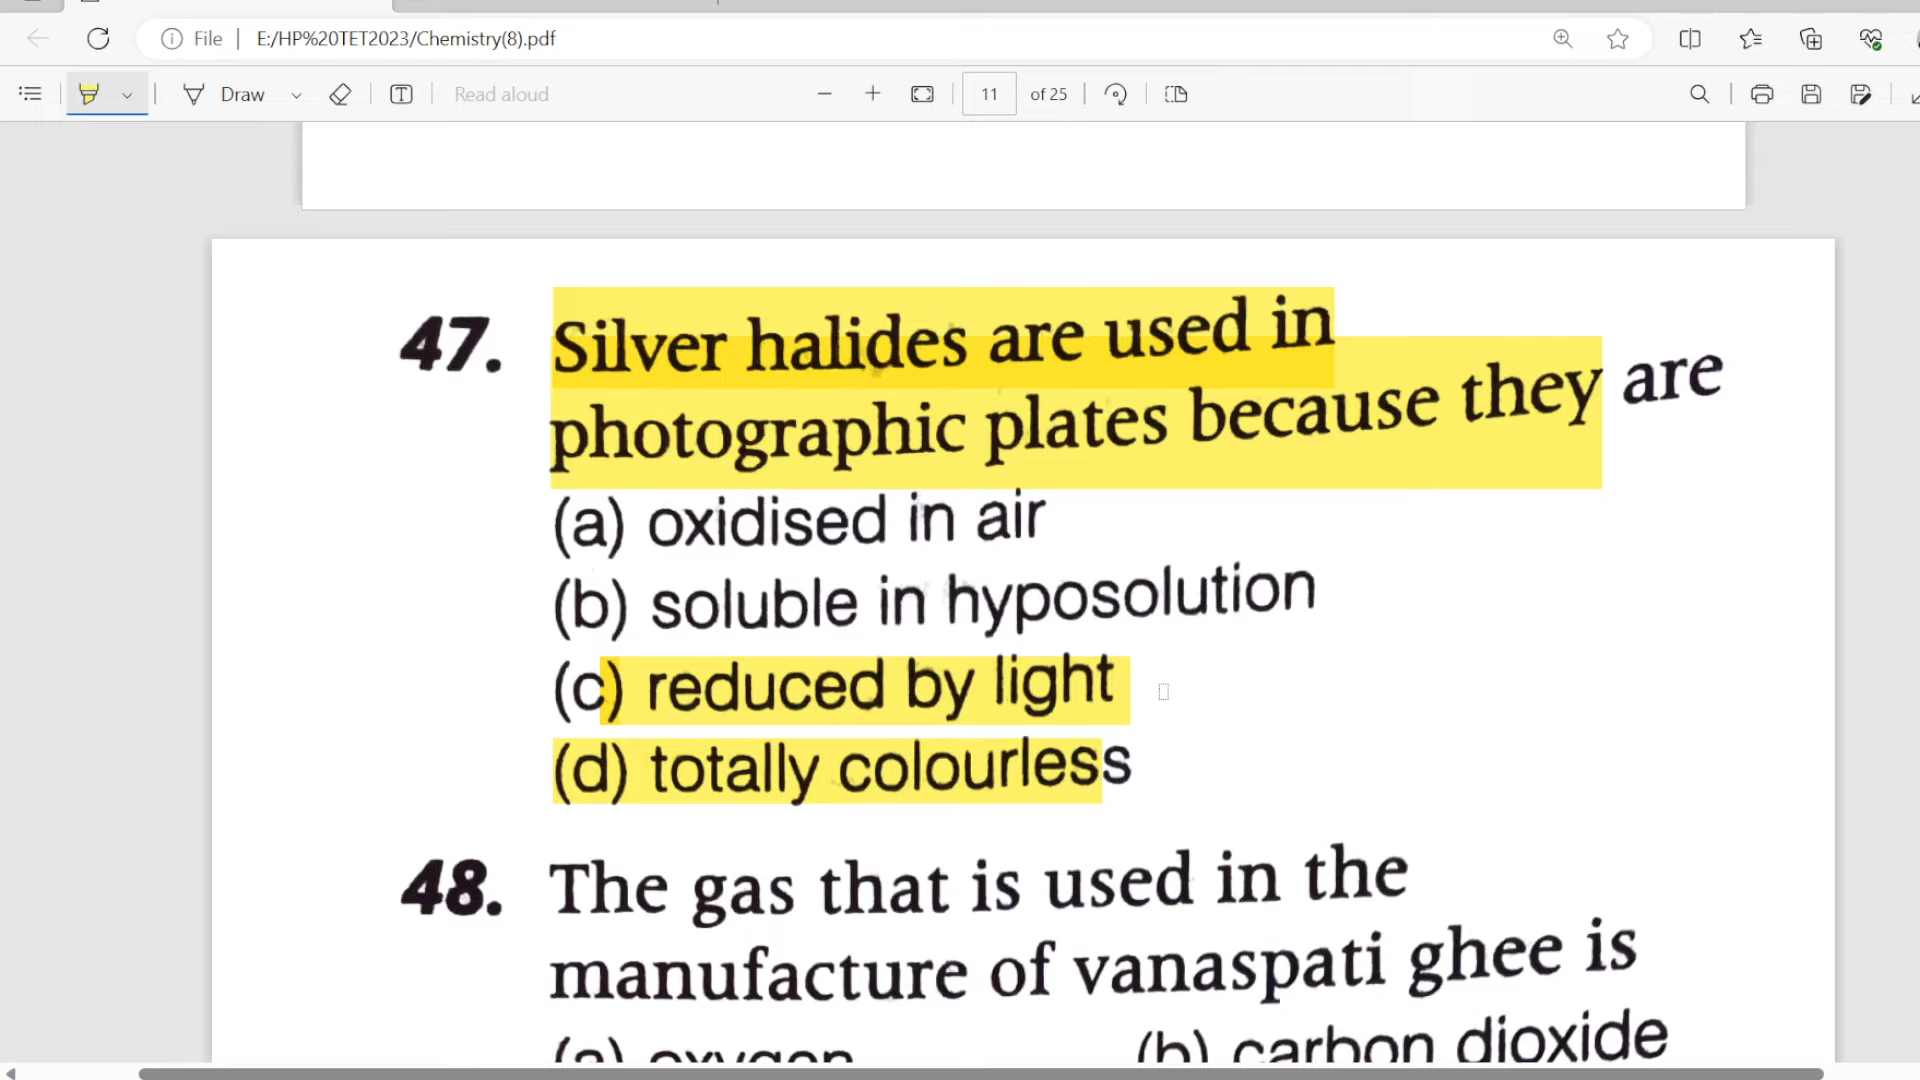 File
E:/HP%20TET2023/Chemistry(8).pdf
Draw
Read aloud
11 of 25
47. Silver halides are used in
photographic plates because they are
(a) oxidised in air
(b) soluble in hyposolution
(c) reduced by light
(d) totally colourless
48. The gas that is used in the
manufacture of vanaspati ghee is
(a) oxygen (b) carbon dioxide